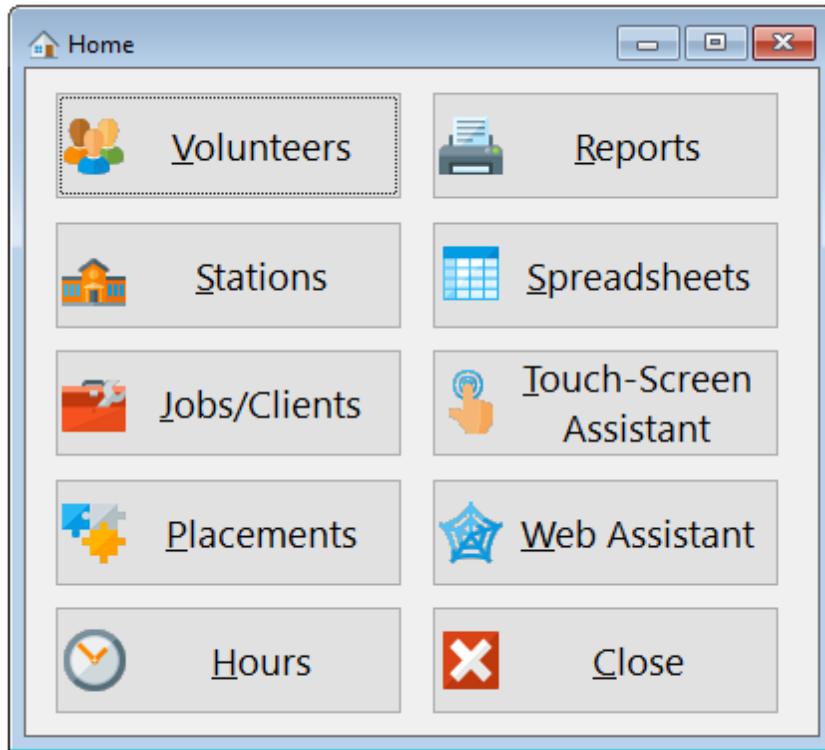 Home
Volunteers
Reports
Stations
Spreadsheets
Jobs/Clients
Touch-Screen
Assistant
Placements
Web Assistant
Hours
Close